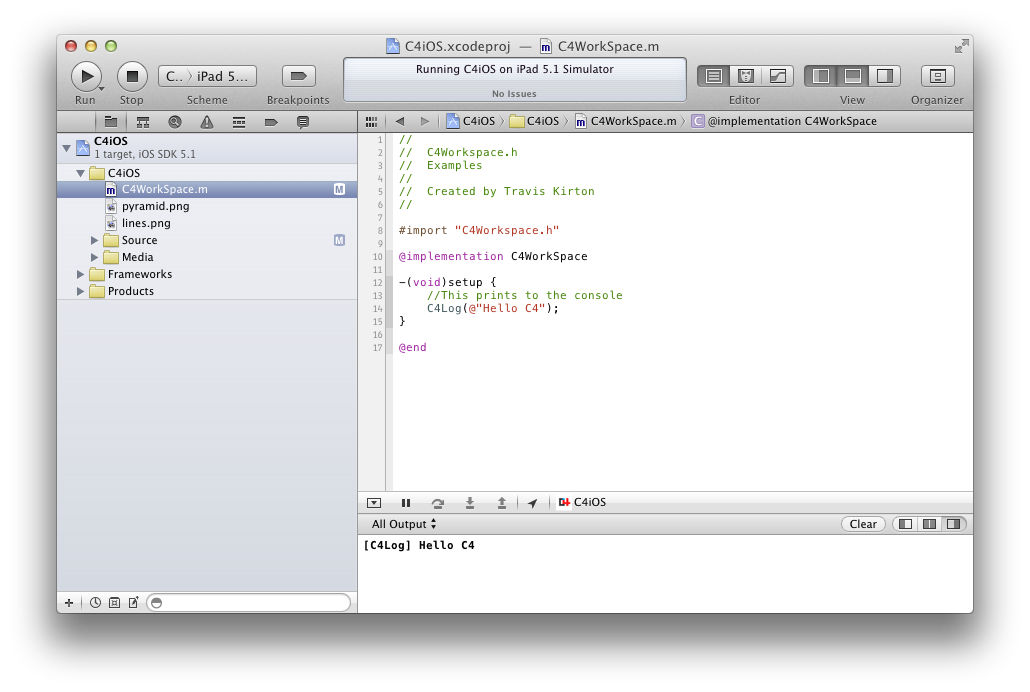 C4iOS.xcodeproj — m C4WorkSpace.m
C.. 〉 iPad 5...
Running C4iOS on iPad 5.1 Simulator
No Issues
Run Stop Scheme Breakpoints Editor View Organizer
C4iOS 〉 C4iOS 〉 m C4WorkSpace.m 〉 C @implementation C4WorkSpace
C4iOS
1 target, iOS SDK 5.1
C4iOS
m C4WorkSpace.m M
pyramid.png
lines.png
Source M
Media
Frameworks
Products
1 //
2 //  C4Workspace.h
3 //  Examples
4 //
5 //  Created by Travis Kirton
6 //
7
8 #import "C4Workspace.h"
9
10 @implementation C4WorkSpace
11
12 -(void)setup {
13     //This prints to the console
14     C4Log(@"Hello C4");
15 }
16
17 @end
C4iOS
All Output Clear
[C4Log] Hello C4